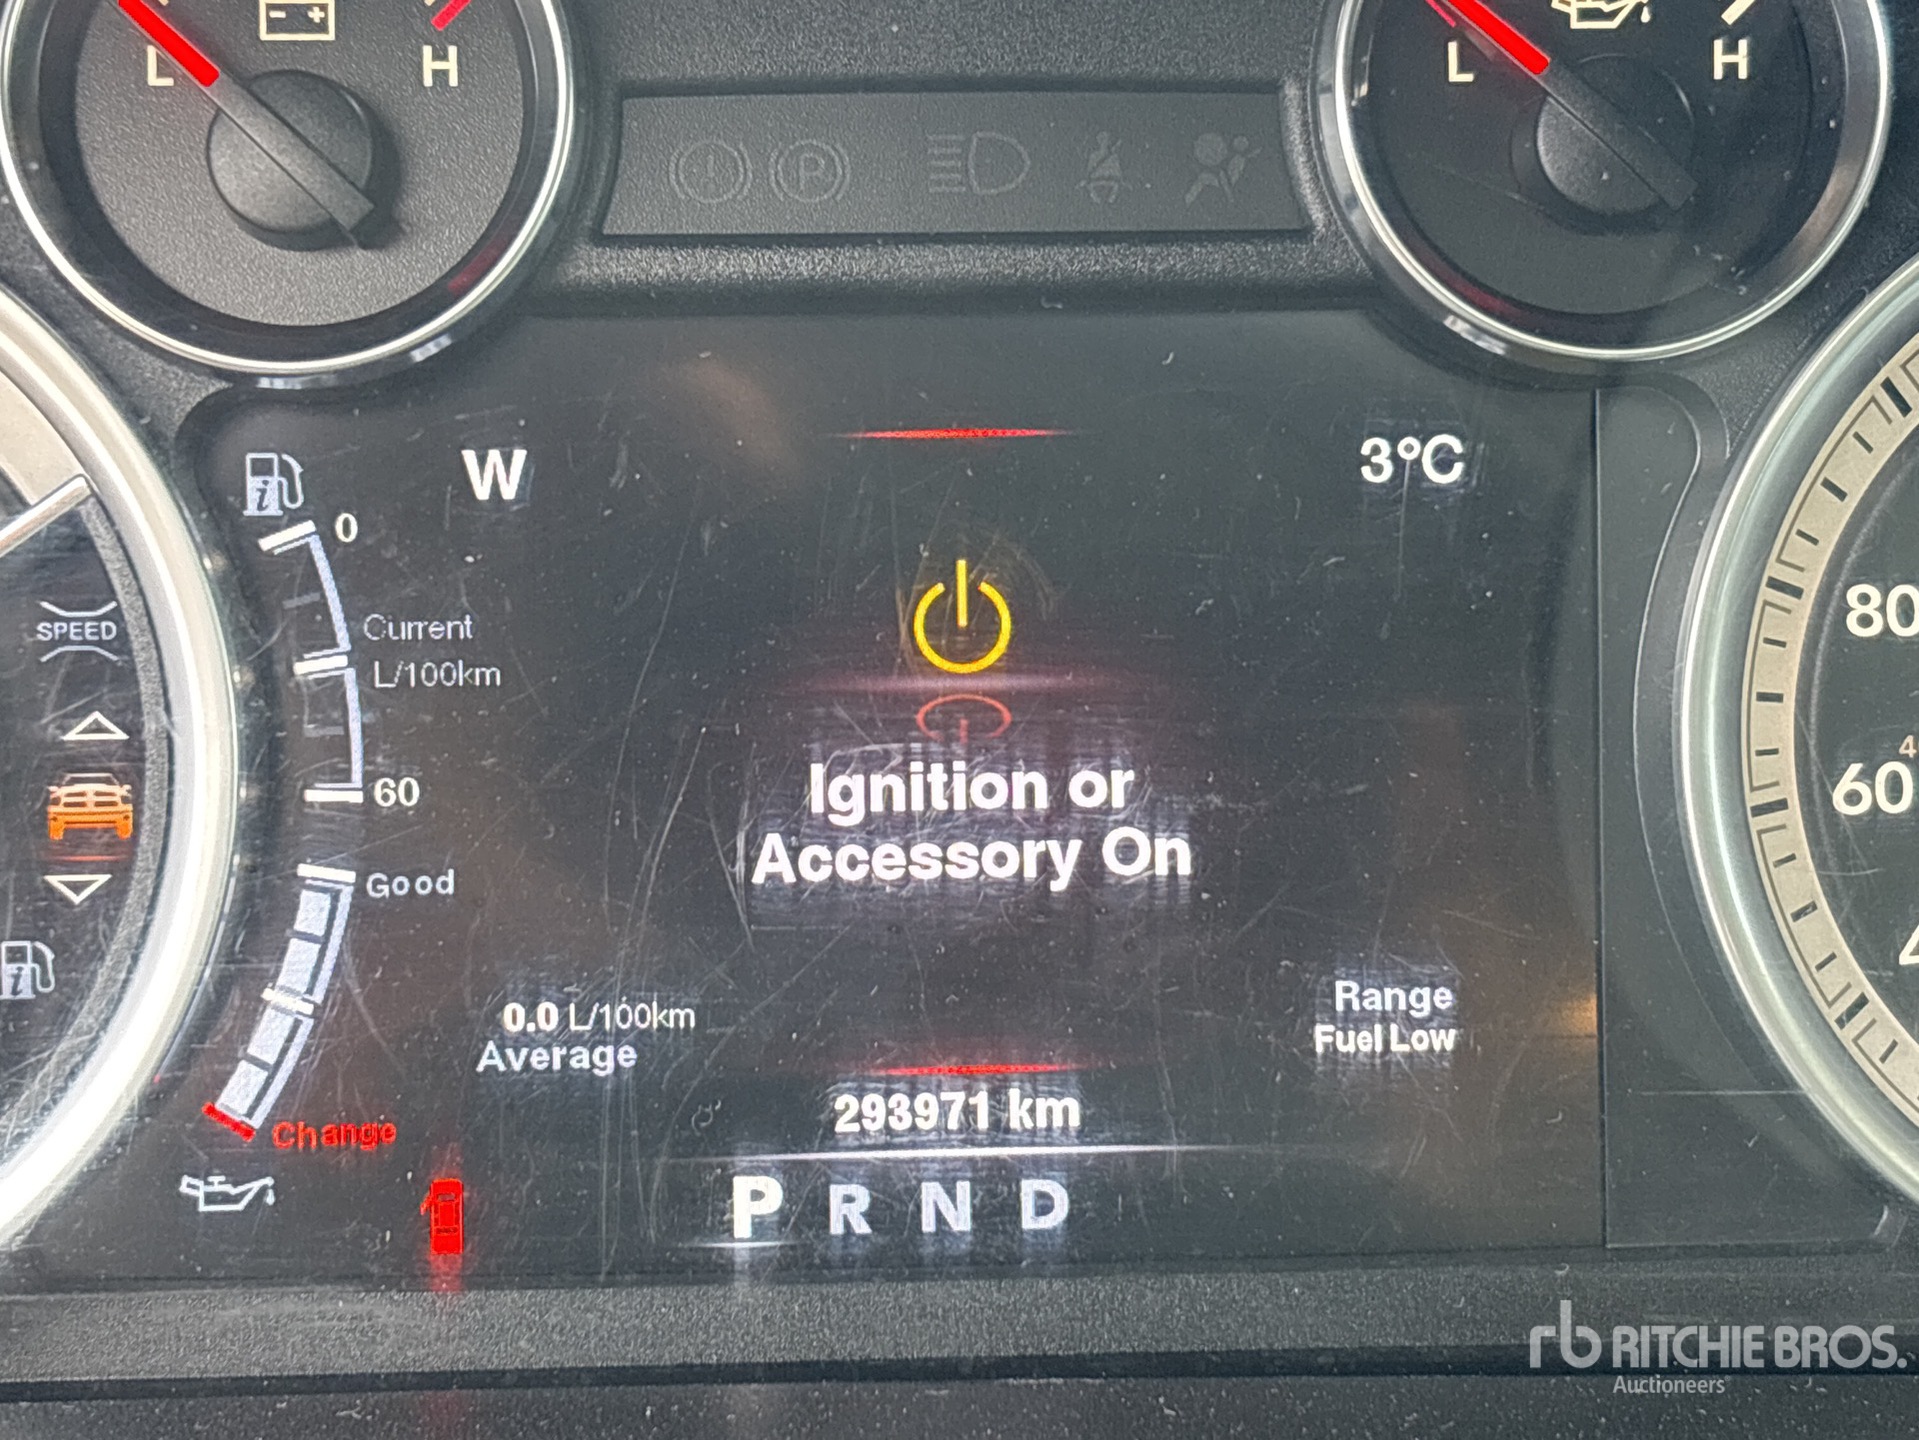 L H
L H
W 3°C
0
SPEED
Current
L/100km
80
60
60
Good
Ignition or
Accessory On
0.0 L/100km
Average
Range
Fuel Low
293971 km
Change
P R N D
rb RITCHIE BROS.
Auctioneers